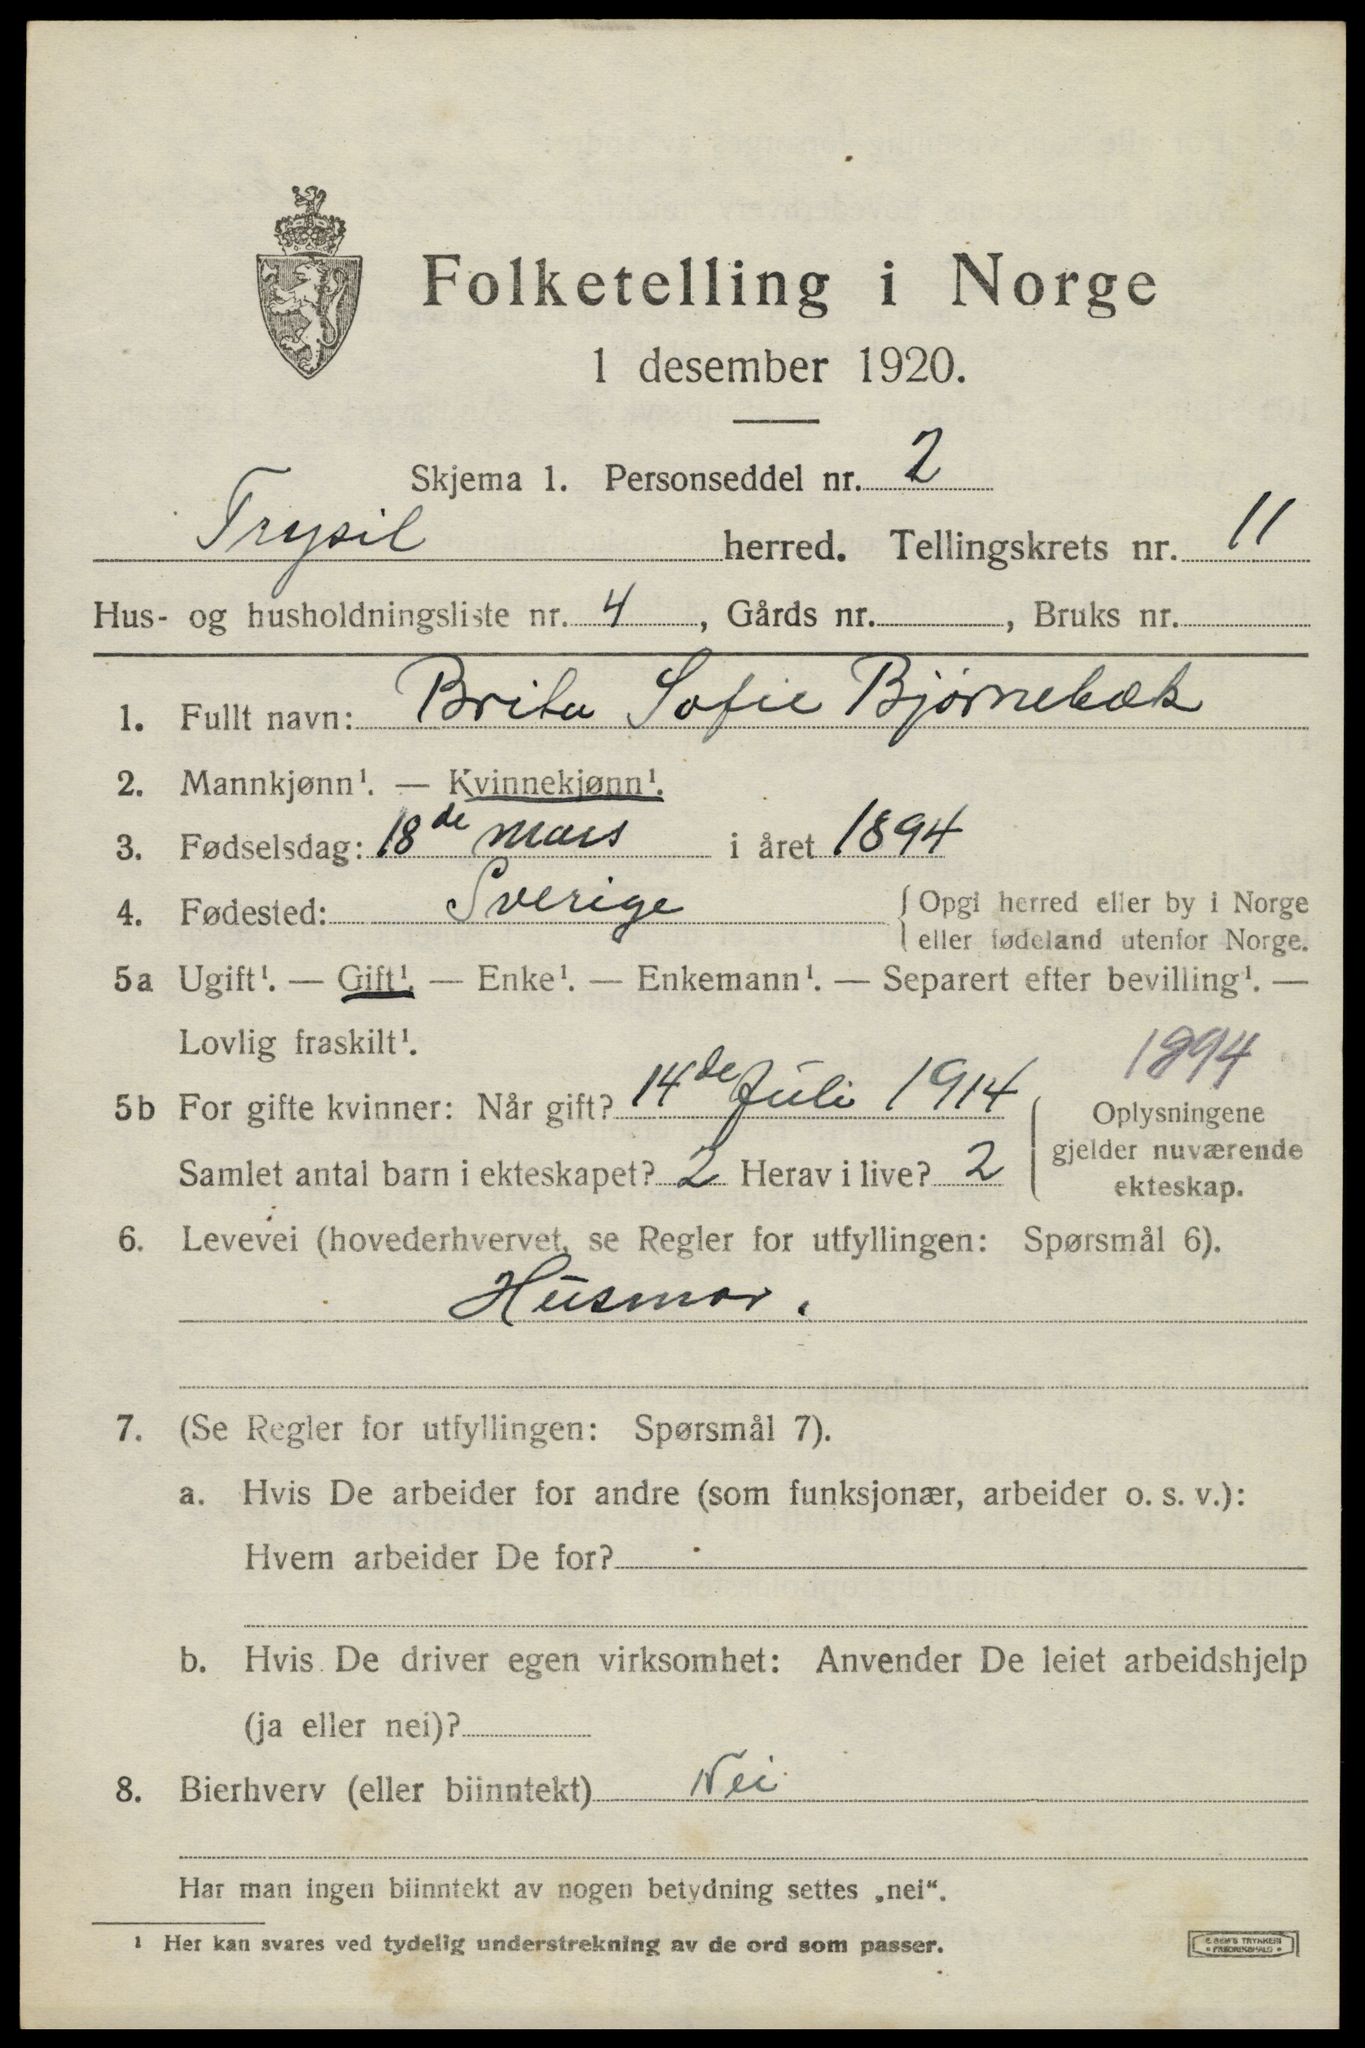 Folketelling i Norge
1 desember 1920.
Skjema 1. Personseddel nr. 2
Trysil herred. Tellingskrets nr. 11
Hus- og husholdningsliste nr. 4, Gårds nr. , Bruks nr.
1. Fullt navn: Brita Sofie Bjørnebæk
2. Mannkjønn¹. — Kvinnekjønn¹.
3. Fødselsdag: 18de mars i året 1894
4. Fødested: Sverige { Opgi herred eller by i Norge
eller fødeland utenfor Norge.
5a Ugift¹. — Gift¹. — Enke¹. — Enkemann¹. — Separert efter bevilling¹. —
Lovlig fraskilt¹.
1894
5b For gifte kvinner: Når gift? 14de Juli 1914
Samlet antal barn i ekteskapet? 2 Herav i live? 2
{ Oplysningene
gjelder nuværende
ekteskap.
6. Levevei (hovederhvervet, se Regler for utfyllingen: Spørsmål 6).
Husmor.
7. (Se Regler for utfyllingen: Spørsmål 7).
a. Hvis De arbeider for andre (som funksjonær, arbeider o. s. v.):
Hvem arbeider De for?
b. Hvis De driver egen virksomhet: Anvender De leiet arbeidshjelp
(ja eller nei)?
8. Bierhverv (eller biinntekt) Nei
Har man ingen biinntekt av nogen betydning settes „nei“.
¹ Her kan svares ved tydelig understrekning av de ord som passer.
E. SEM'S TRYKKERI
• FREDRIKSHALD •